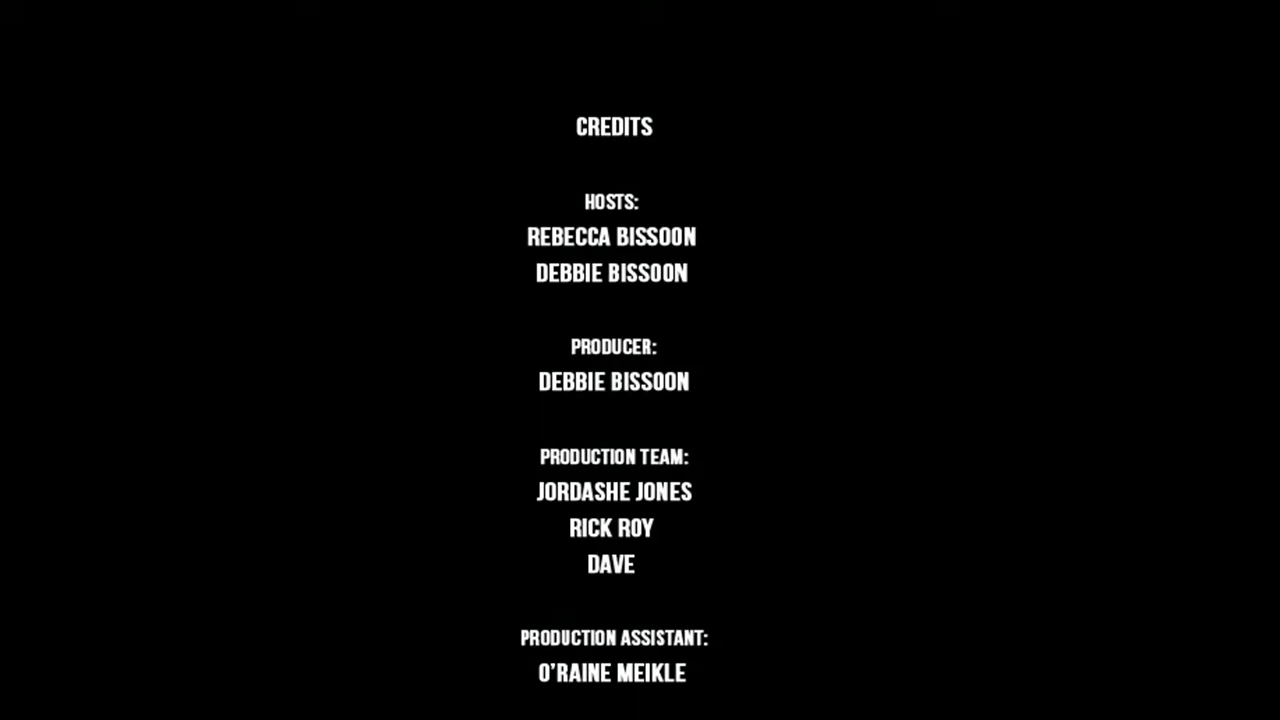 CREDITS
HOSTS:
REBECCA BISSOON
DEBBIE BISSOON
PRODUCER:
DEBBIE BISSOON
PRODUCTION TEAM:
JORDASHE JONES
RICK ROY
DAVE
PRODUCTION ASSISTANT:
O’RAINE MEIKLE